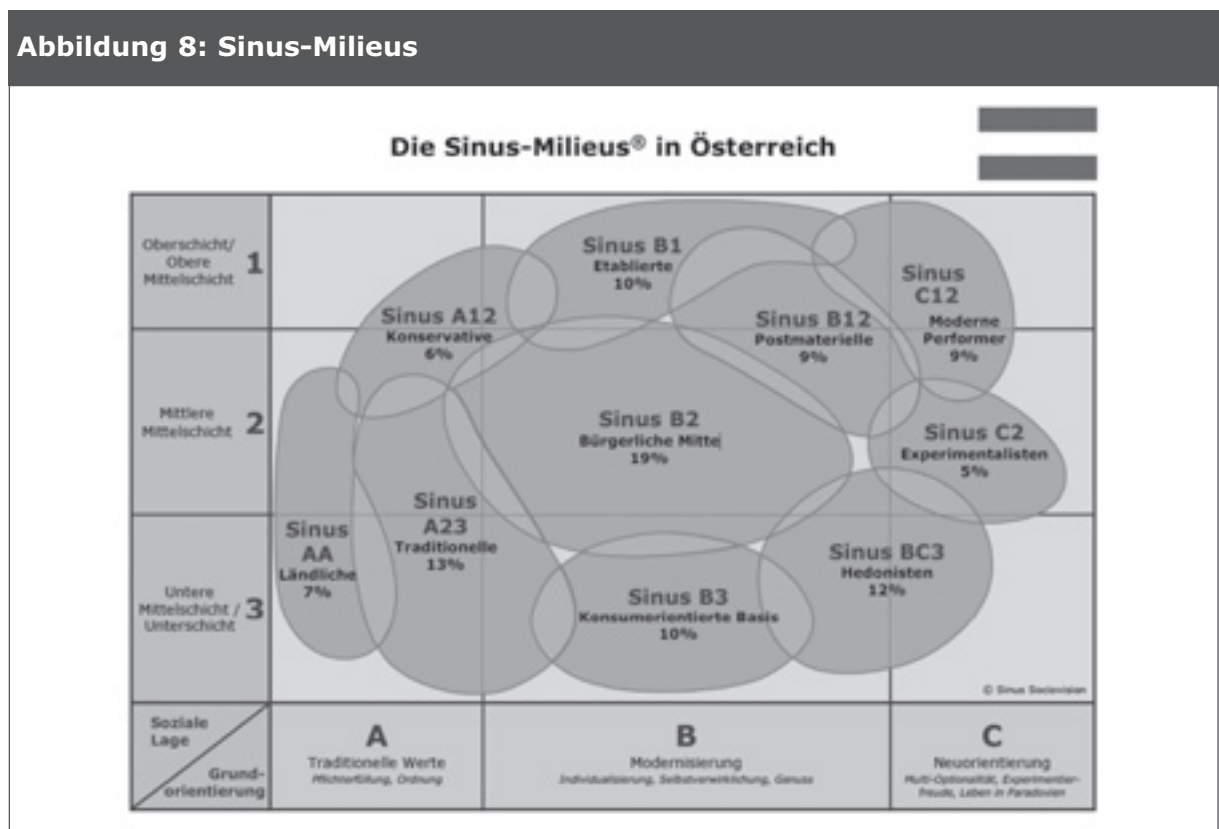 Abbildung 8: Sinus-Milieus
Die Sinus-Milieus® in Österreich
Oberschicht/
Obere
Mittelschicht
1
Mittlere
Mittelschicht
2
Untere
Mittelschicht /
Unterschicht
3
Sinus B1
Etablierte
10%
Sinus
C12
Moderne
Performer
9%
Sinus A12
Konservative
6%
Sinus B12
Postmaterielle
9%
Sinus B2
Bürgerliche Mitte
19%
Sinus C2
Experimentalisten
5%
Sinus
AA
Ländliche
7%
Sinus
A23
Traditionelle
13%
Sinus BC3
Hedonisten
12%
Sinus B3
Konsumorientierte Basis
10%
© Sinus Sociovision
Soziale
Lage
Grund-
orientierung
A
Traditionelle Werte
Pflichterfüllung, Ordnung
B
Modernisierung
Individualisierung, Selbstverwirklichung, Genuss
C
Neuorientierung
Multi-Optionalität, Experimentier-
freude, Leben in Paradoxien